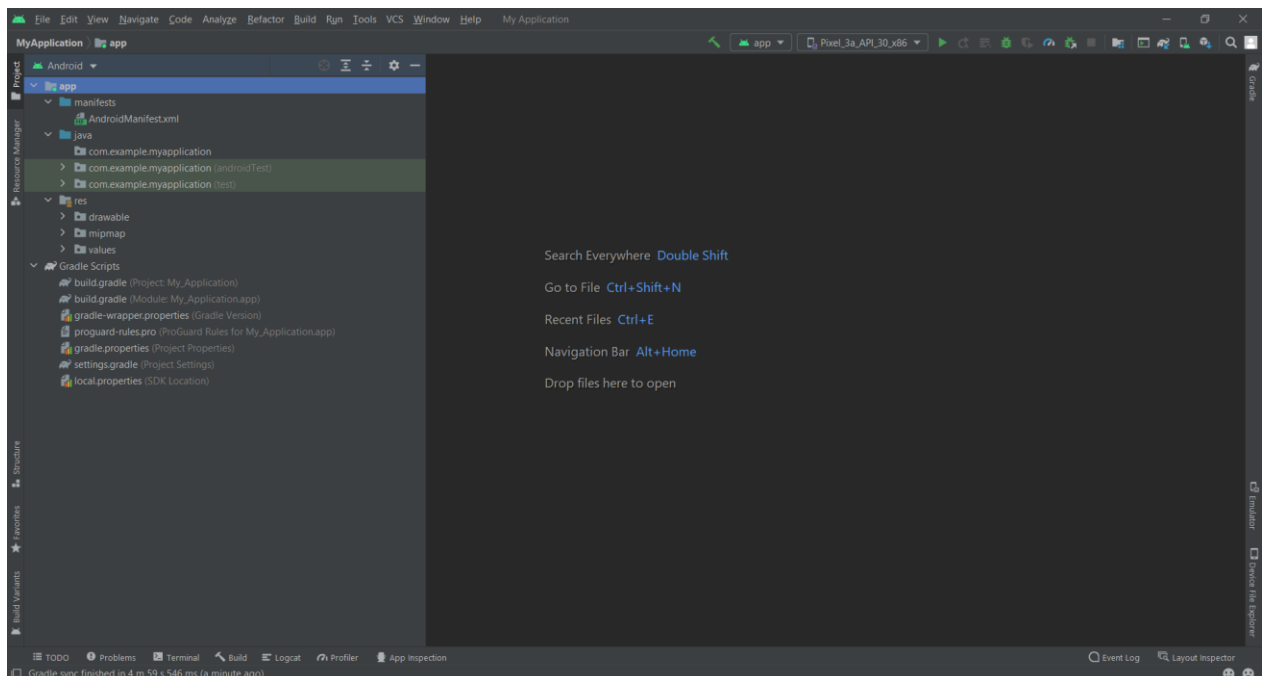 File Edit View Navigate Code Analyze Refactor Build Run Tools VCS Window Help My Application
MyApplication app
app Pixel_3a_API_30_x86
Project
Resource Manager
Structure
Favorites
Build Variants
Android
app
manifests
AndroidManifest.xml
java
com.example.myapplication
com.example.myapplication (androidTest)
com.example.myapplication (test)
res
drawable
mipmap
values
Gradle Scripts
build.gradle (Project: My_Application)
build.gradle (Module: My_Application.app)
gradle-wrapper.properties (Gradle Version)
proguard-rules.pro (ProGuard Rules for My_Application.app)
gradle.properties (Project Properties)
settings.gradle (Project Settings)
local.properties (SDK Location)
Search Everywhere Double Shift
Go to File Ctrl+Shift+N
Recent Files Ctrl+E
Navigation Bar Alt+Home
Drop files here to open
Gradle
Emulator
Device File Explorer
TODO Problems Terminal Build Logcat Profiler App Inspection Event Log Layout Inspector
Gradle sync finished in 4 m 59 s 546 ms (a minute ago)